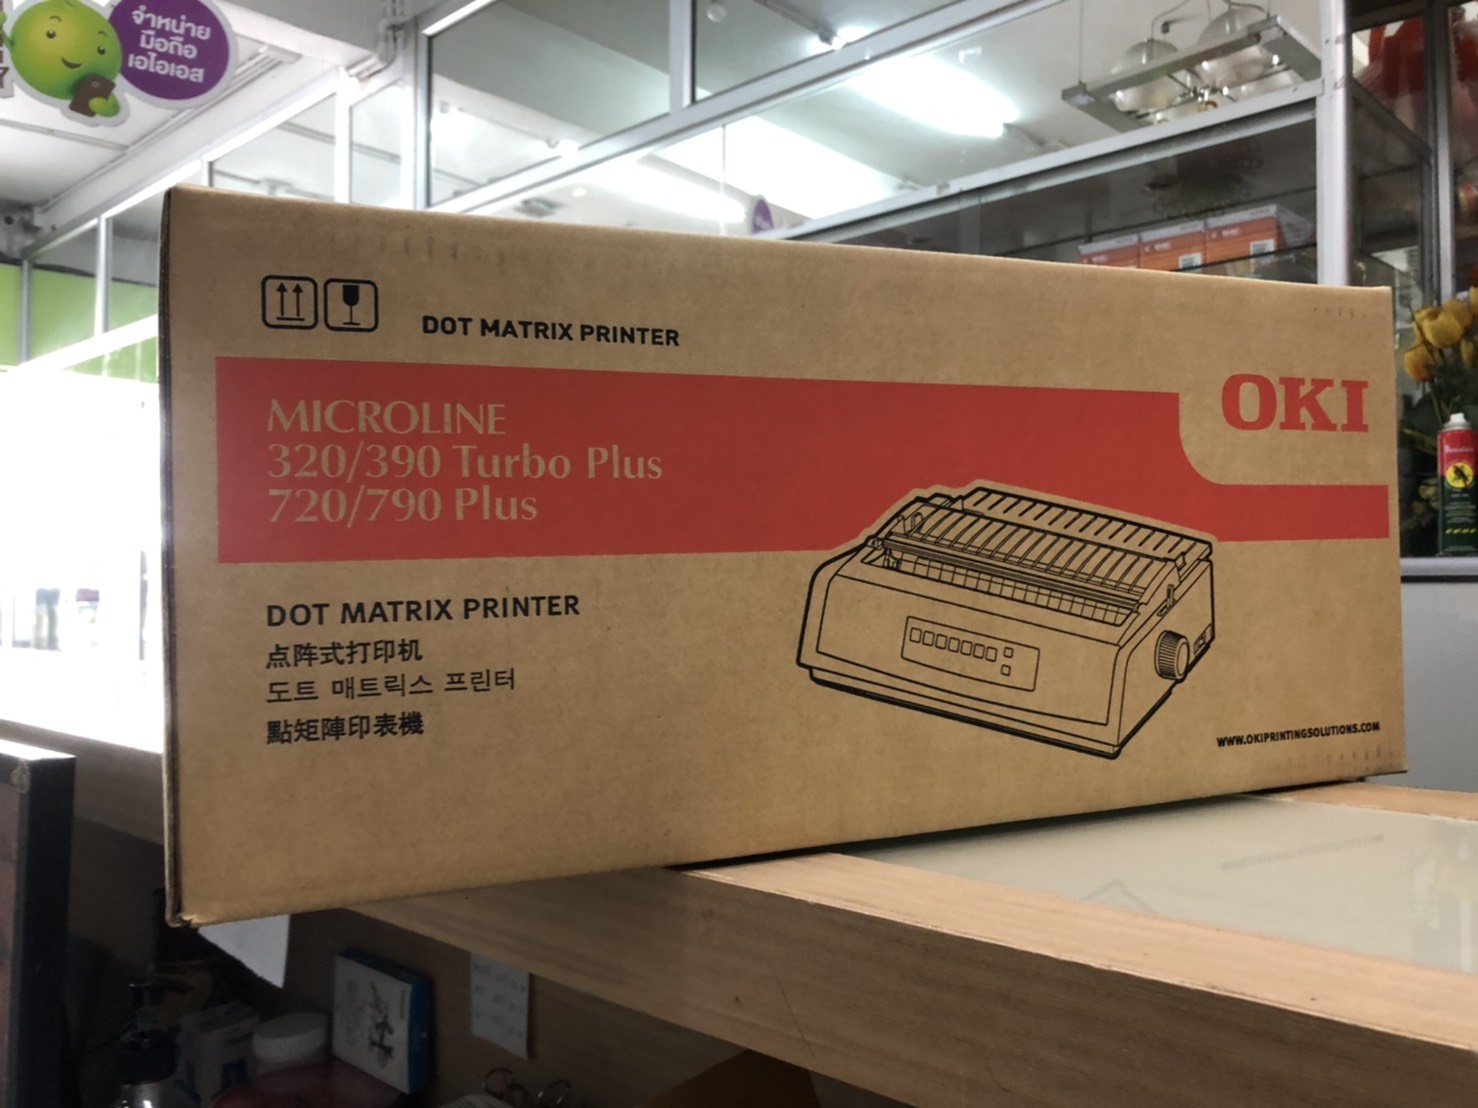 จำหน่าย
มือถือ
เอไอเอส
DOT MATRIX PRINTER
OKI
MICROLINE
320/390 Turbo Plus
720/790 Plus
DOT MATRIX PRINTER
点阵式打印机
도트 매트릭스 프린터
點矩陣印表機
WWW.OKIPRINTINGSOLUTIONS.COM